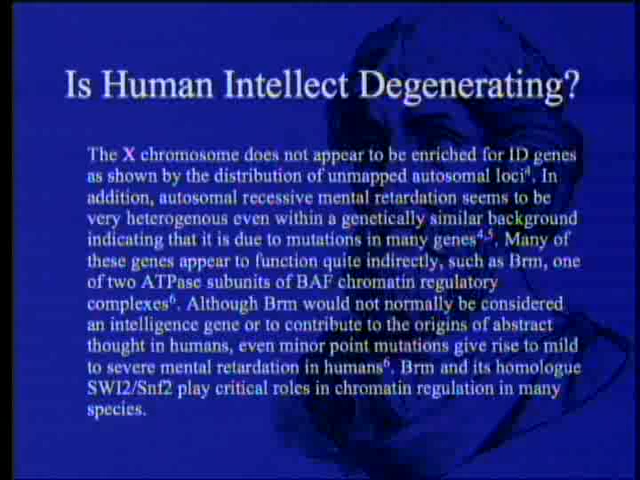 Is Human Intellect Degenerating?
The X chromosome does not appear to be enriched for ID genes
as shown by the distribution of unmapped autosomal loci⁴. In
addition, autosomal recessive mental retardation seems to be
very heterogenous even within a genetically similar background
indicating that it is due to mutations in many genes⁴,⁵. Many of
these genes appear to function quite indirectly, such as Brm, one
of two ATPase subunits of BAF chromatin regulatory
complexes⁶. Although Brm would not normally be considered
an intelligence gene or to contribute to the origins of abstract
thought in humans, even minor point mutations give rise to mild
to severe mental retardation in humans⁶. Brm and its homologue
SWI2/Snf2 play critical roles in chromatin regulation in many
species.